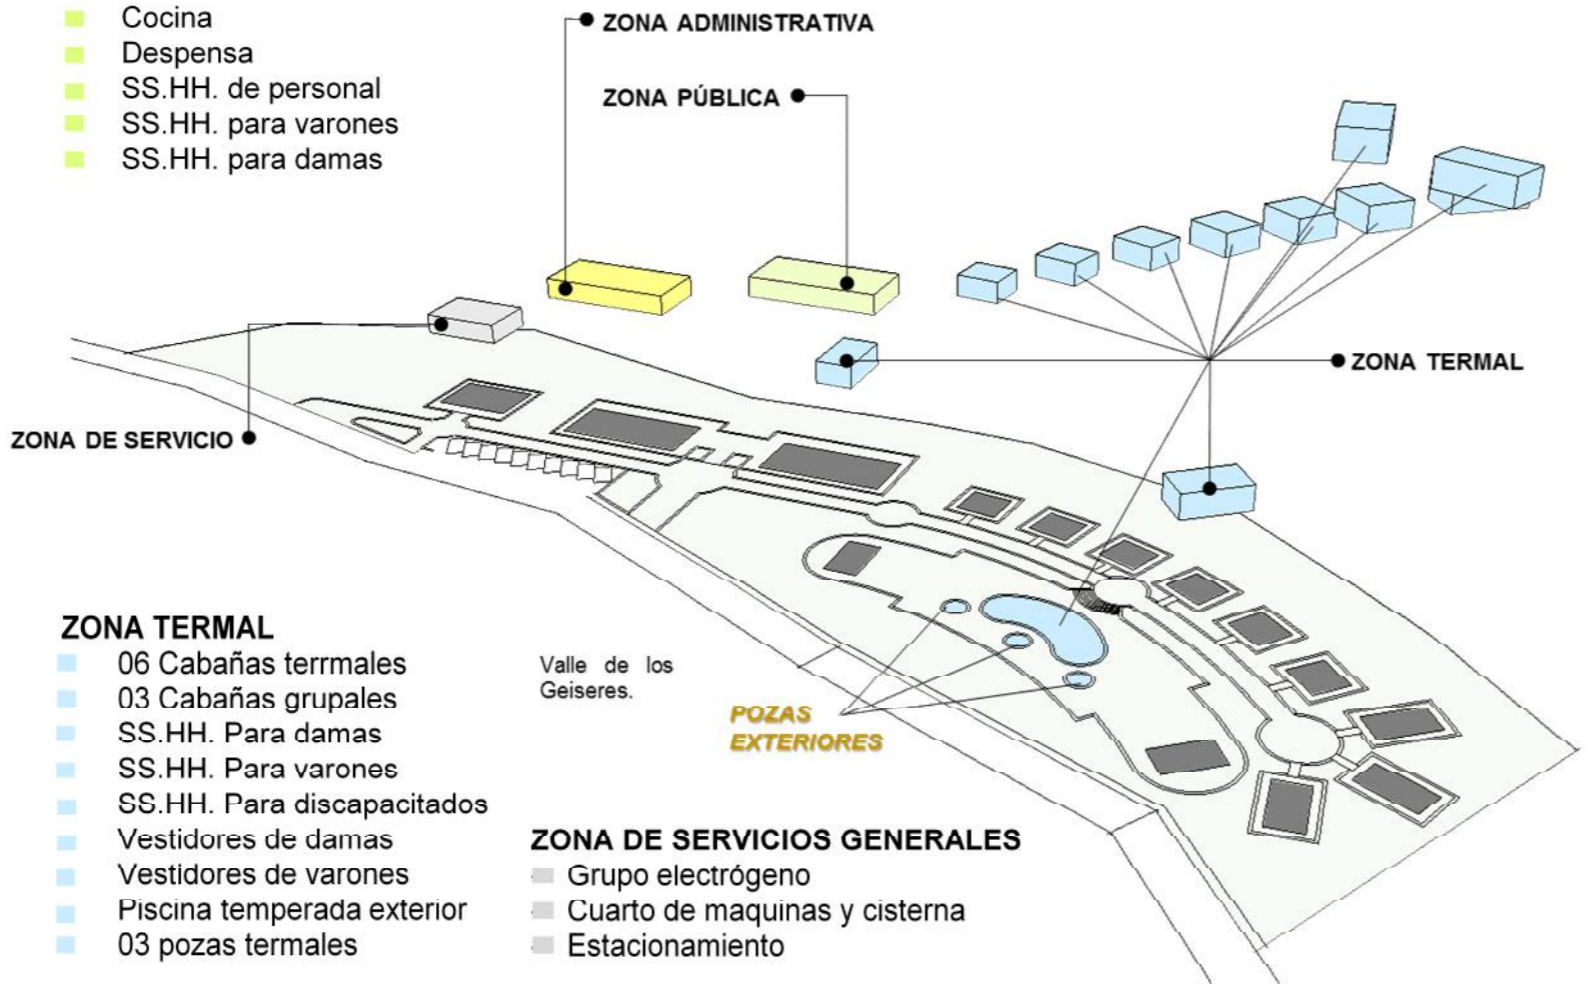 Cocina
Despensa
SS.HH. de personal
SS.HH. para varones
SS.HH. para damas
ZONA ADMINISTRATIVA
ZONA PÚBLICA
ZONA TERMAL
ZONA DE SERVICIO
ZONA TERMAL
06 Cabañas terrmales
03 Cabañas grupales
SS.HH. Para damas
SS.HH. Para varones
SS.HH. Para discapacitados
Vestidores de damas
Vestidores de varones
Piscina temperada exterior
03 pozas termales
Valle de los
Geiseres.
POZAS
EXTERIORES
ZONA DE SERVICIOS GENERALES
Grupo electrógeno
Cuarto de maquinas y cisterna
Estacionamiento